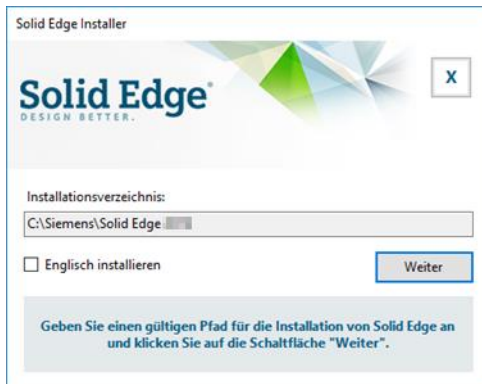 Solid Edge Installer
Solid Edge®
DESIGN BETTER.
X
Installationsverzeichnis:
C:\Siemens\Solid Edge
Englisch installieren
Weiter
Geben Sie einen gültigen Pfad für die Installation von Solid Edge an
und klicken Sie auf die Schaltfläche "Weiter".